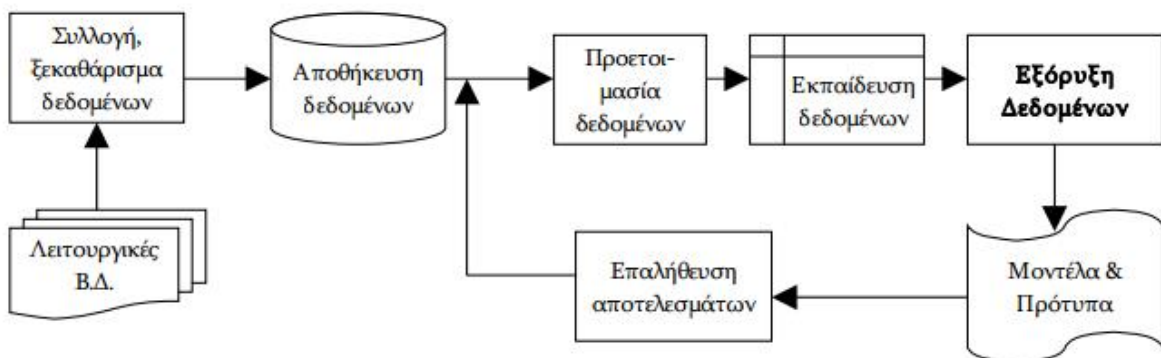 Συλλογή,
ξεκαθάρισμα
δεδομένων
Αποθήκευση
δεδομένων
Προετοι-
μασία
δεδομένων
Εκπαίδευση
δεδομένων
Εξόρυξη
Δεδομένων
Λειτουργικές
Β.Δ.
Επαλήθευση
αποτελεσμάτων
Μοντέλα &
Πρότυπα